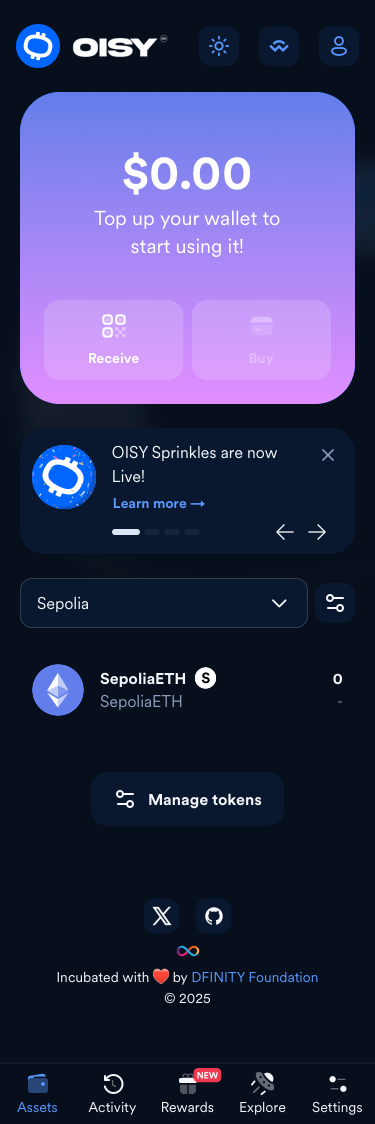 OISY
$0.00
Top up your wallet to
start using it!
Receive
Buy
OISY Sprinkles are now
Live!
Learn more →
Sepolia
SepoliaETH S
0
SepoliaETH
-
Manage tokens
Incubated with ❤️ by DFINITY Foundation
© 2025
NEW
Assets
Activity
Rewards
Explore
Settings